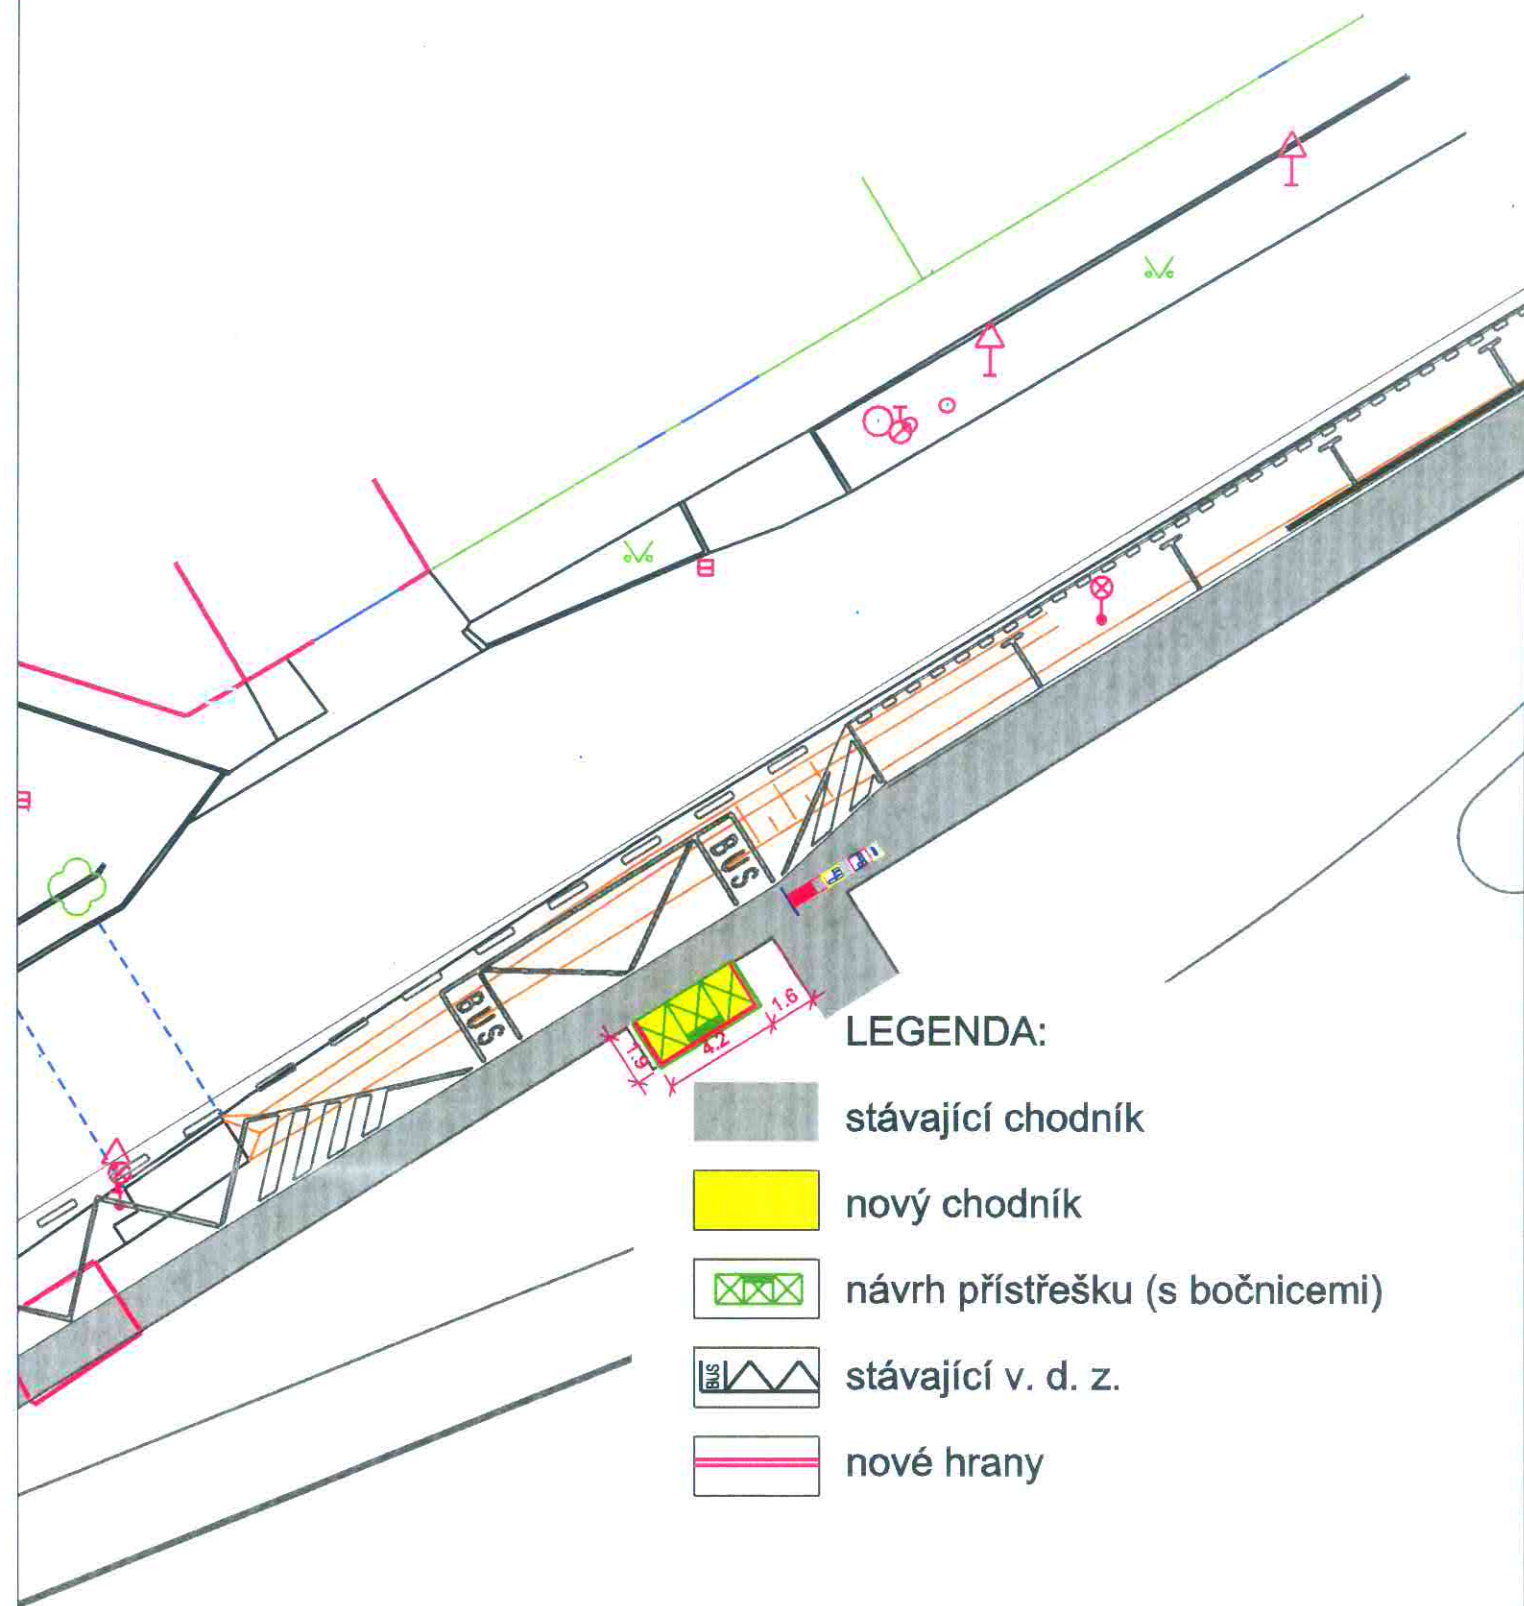 BUS
BUS
1.6
4.2
1.9
LEGENDA:
stávající chodník
nový chodník
návrh přístřešku (s bočnicemi)
BUS
stávající v. d. z.
nové hrany